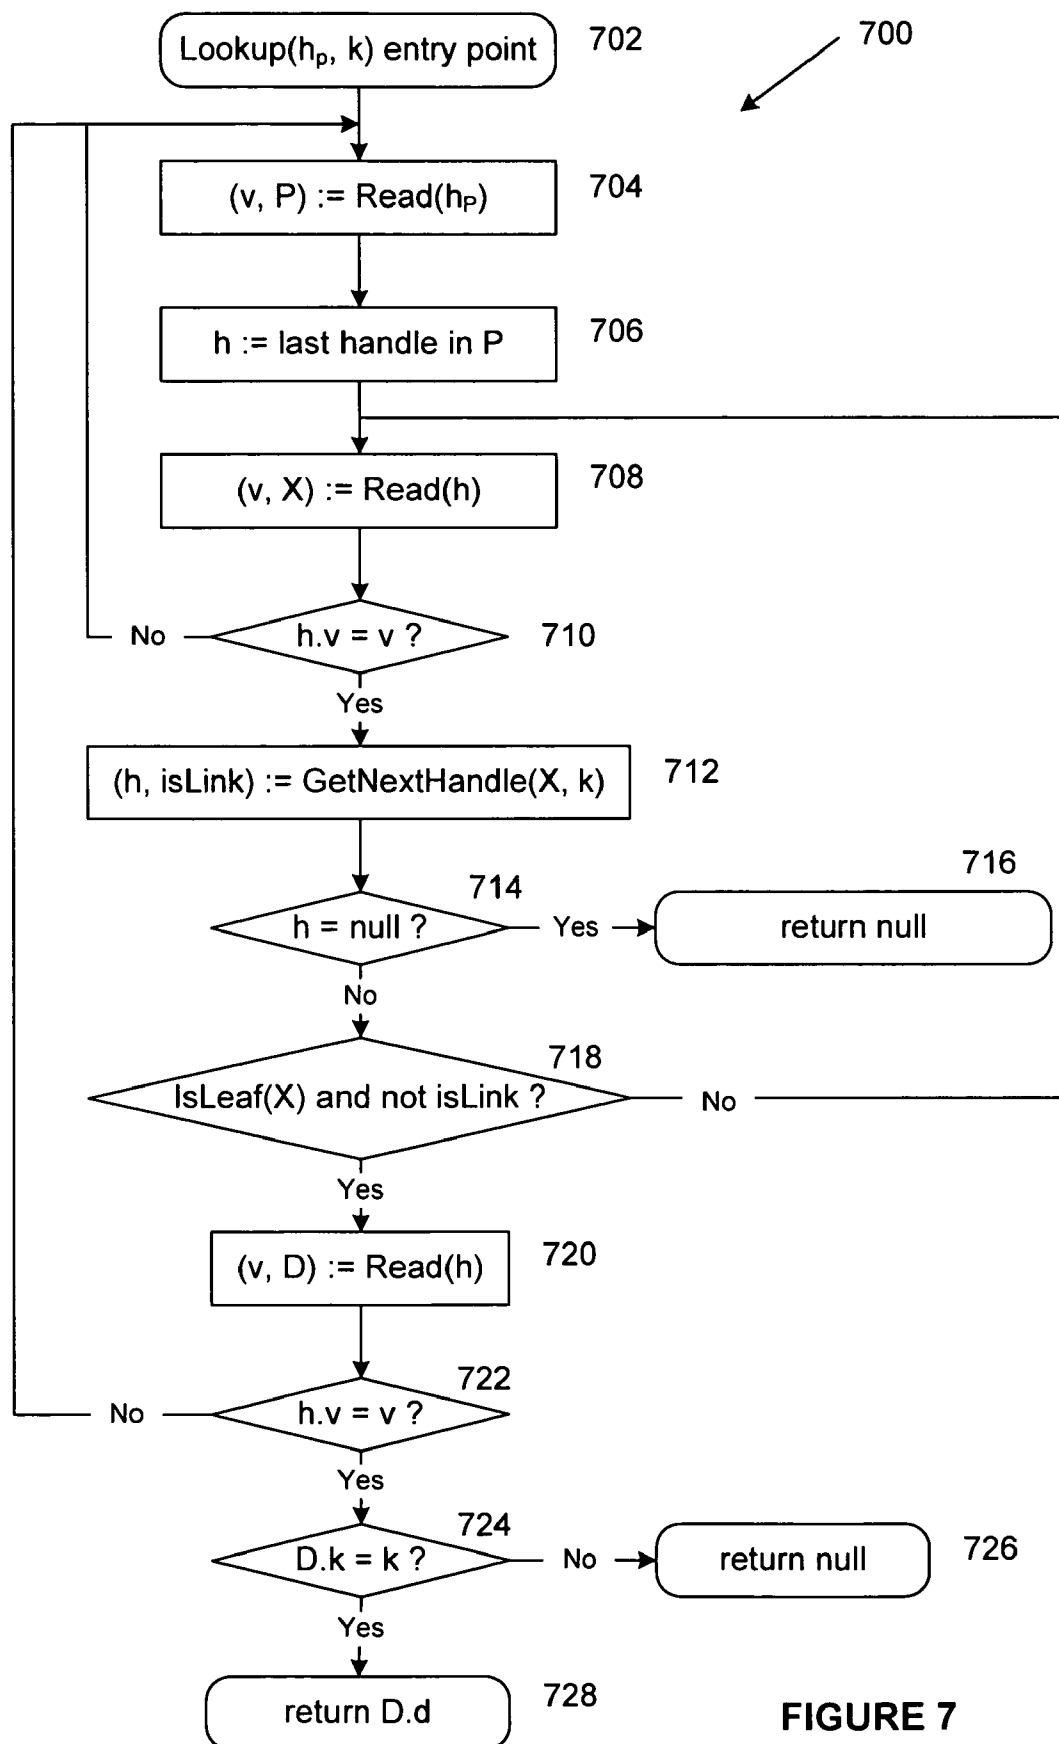 Lookup(hp, k) entry point
702
700
(v, P) := Read(hP)
704
h := last handle in P
706
(v, X) := Read(h)
708
No
h.v = v ?
710
Yes
(h, isLink) := GetNextHandle(X, k)
712
714
716
h = null ?
Yes
return null
No
718
IsLeaf(X) and not isLink ?
No
Yes
(v, D) := Read(h)
720
722
No
h.v = v ?
Yes
724
D.k = k ?
No
return null
726
Yes
return D.d
728
FIGURE 7